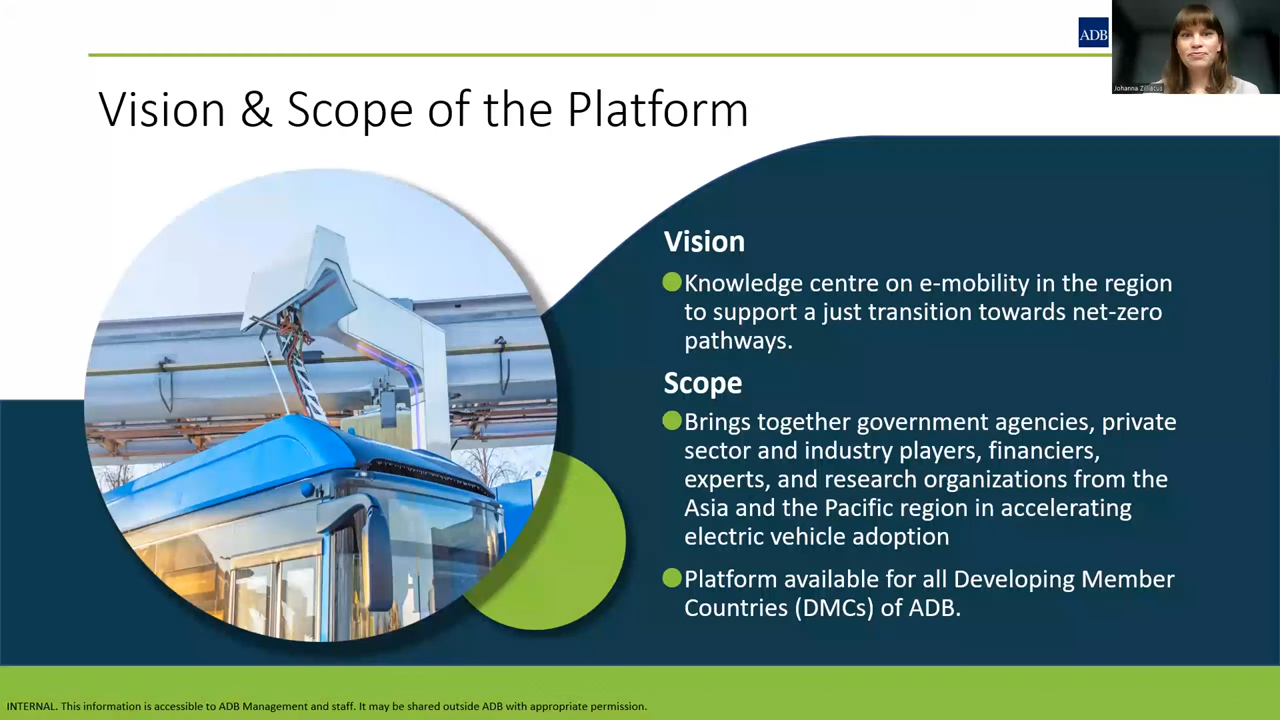 ADB
Johanna Zilliacus
Vision & Scope of the Platform
Vision
Knowledge centre on e-mobility in the region
to support a just transition towards net-zero
pathways.
Scope
Brings together government agencies, private
sector and industry players, financiers,
experts, and research organizations from the
Asia and the Pacific region in accelerating
electric vehicle adoption
Platform available for all Developing Member
Countries (DMCs) of ADB.
INTERNAL. This information is accessible to ADB Management and staff. It may be shared outside ADB with appropriate permission.